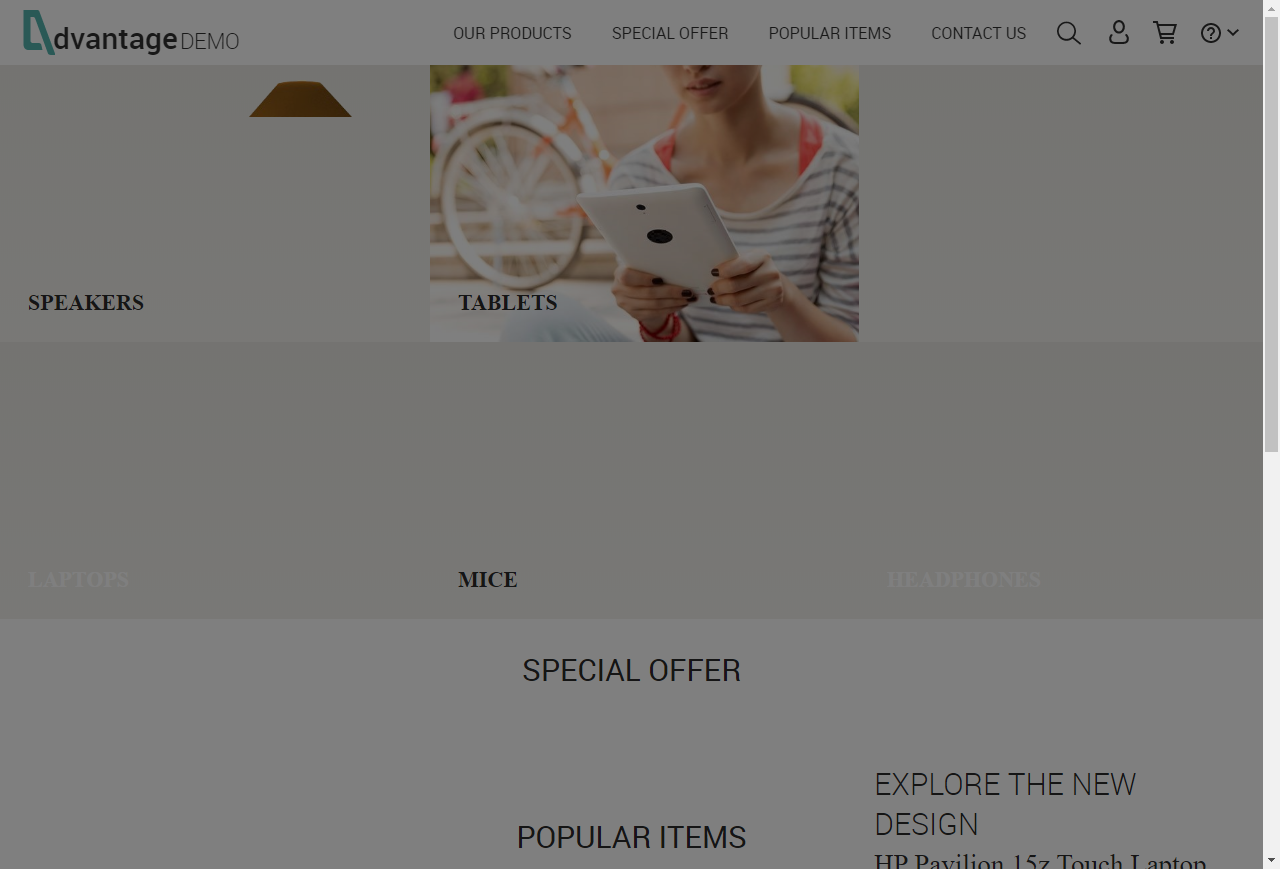 dvantage DEMO
OUR PRODUCTS SPECIAL OFFER POPULAR ITEMS CONTACT US
SPEAKERS
TABLETS
LAPTOPS
MICE
HEADPHONES
SPECIAL OFFER
EXPLORE THE NEW
DESIGN
POPULAR ITEMS
HP Pavilion 15z Touch Laptop